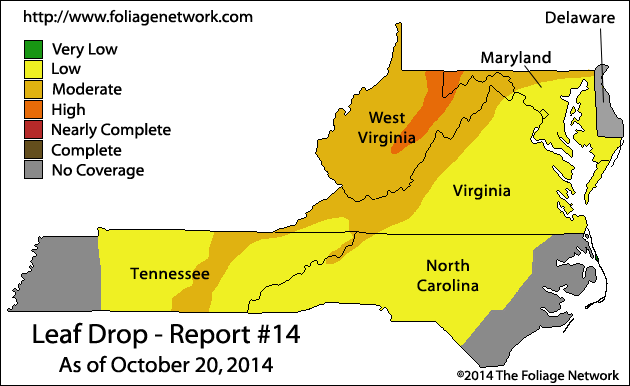 http://www.foliagenetwork.com
Delaware
Very Low
Low
Moderate
High
Nearly Complete
Complete
No Coverage
Maryland
West
Virginia
Virginia
Tennessee
North
Carolina
Leaf Drop - Report #14
As of October 20, 2014
©2014 The Foliage Network